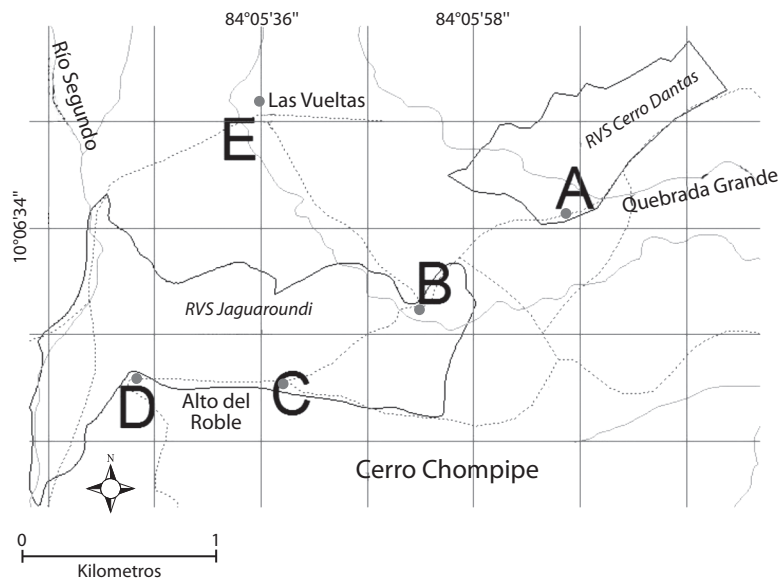 84°05'36"
84°05'58"
Río Segundo
Las Vueltas
E
RVS Cerro Dantas
A
Quebrada Grande
10°06'34"
B
RVS Jaguaroundi
D
Alto del
Roble
C
N
Cerro Chompipe
0
1
Kilometros